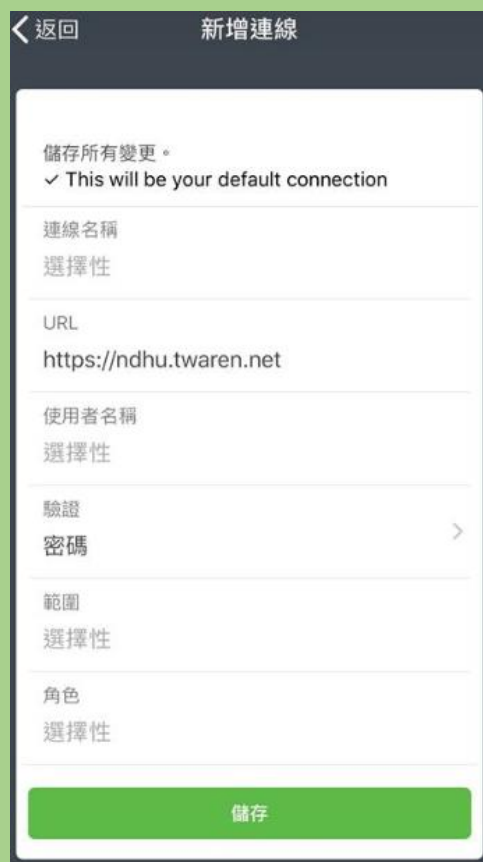 返回
新增連線
儲存所有變更。
✓ This will be your default connection
連線名稱
選擇性
URL
https://ndhu.twaren.net
使用者名稱
選擇性
驗證
密碼
範圍
選擇性
角色
選擇性
儲存